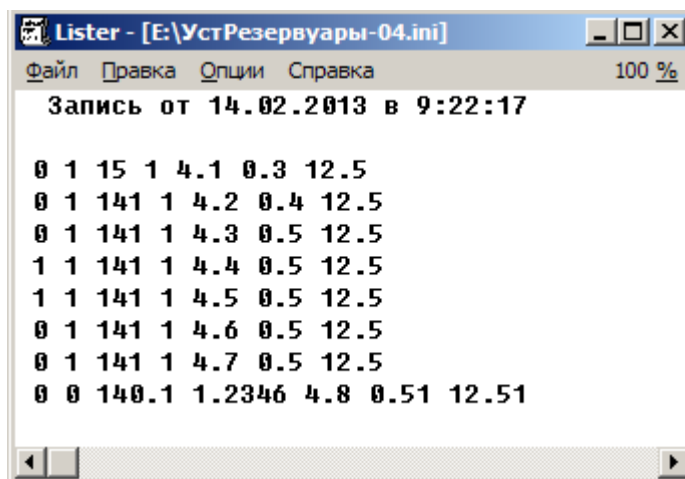 Lister - [E:\УстРезервуары-04.ini]
Файл Правка Опции Справка 100 %
Запись от 14.02.2013 в 9:22:17
0 1 15 1 4.1 0.3 12.5
0 1 141 1 4.2 0.4 12.5
0 1 141 1 4.3 0.5 12.5
1 1 141 1 4.4 0.5 12.5
1 1 141 1 4.5 0.5 12.5
0 1 141 1 4.6 0.5 12.5
0 1 141 1 4.7 0.5 12.5
0 0 140.1 1.2346 4.8 0.51 12.51